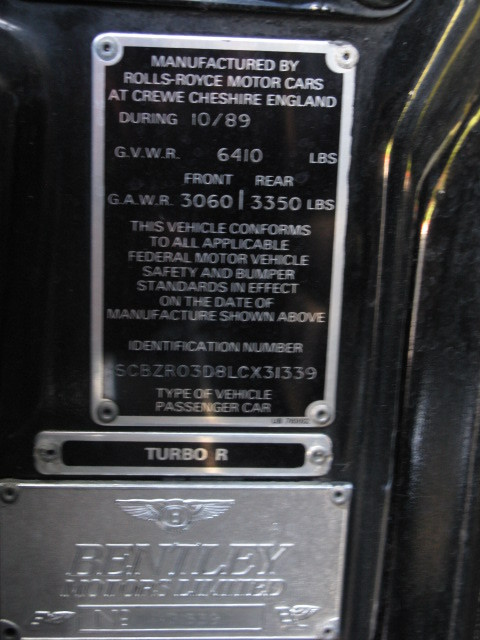 MANUFACTURED BY
ROLLS-ROYCE MOTOR CARS
AT CREWE CHESHIRE ENGLAND
DURING 10/89
G.V.W.R. 6410 LBS
FRONT REAR
G.A.W.R. 3060 | 3350 LBS
THIS VEHICLE CONFORMS
TO ALL APPLICABLE
FEDERAL MOTOR VEHICLE
SAFETY AND BUMPER
STANDARDS IN EFFECT
ON THE DATE OF
MANUFACTURE SHOWN ABOVE
IDENTIFICATION NUMBER
SCBZR03D8LCX31339
TYPE OF VEHICLE
PASSENGER CAR
TURBO R
B
BENTLEY
MOTORS LIMITED